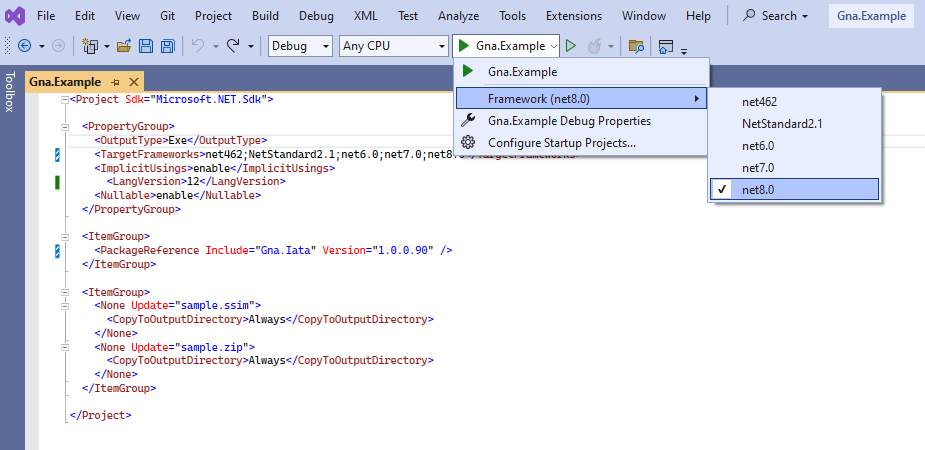 File Edit View Git Project Build Debug XML Test Analyze Tools Extensions Window Help Search Gna.Example
Debug Any CPU Gna.Example
Toolbox
Gna.Example
Gna.Example
Framework (net8.0)
Gna.Example Debug Properties
Configure Startup Projects...
net462
NetStandard2.1
net6.0
net7.0
net8.0
<Project Sdk="Microsoft.NET.Sdk">
<PropertyGroup>
<OutputType>Exe</OutputType>
<TargetFrameworks>net462;NetStandard2.1;net6.0;net7.0;net8.0</TargetFrameworks>
<ImplicitUsings>enable</ImplicitUsings>
<LangVersion>12</LangVersion>
<Nullable>enable</Nullable>
</PropertyGroup>
<ItemGroup>
<PackageReference Include="Gna.Iata" Version="1.0.0.90" />
</ItemGroup>
<ItemGroup>
<None Update="sample.ssim">
<CopyToOutputDirectory>Always</CopyToOutputDirectory>
</None>
<None Update="sample.zip">
<CopyToOutputDirectory>Always</CopyToOutputDirectory>
</None>
</ItemGroup>
</Project>